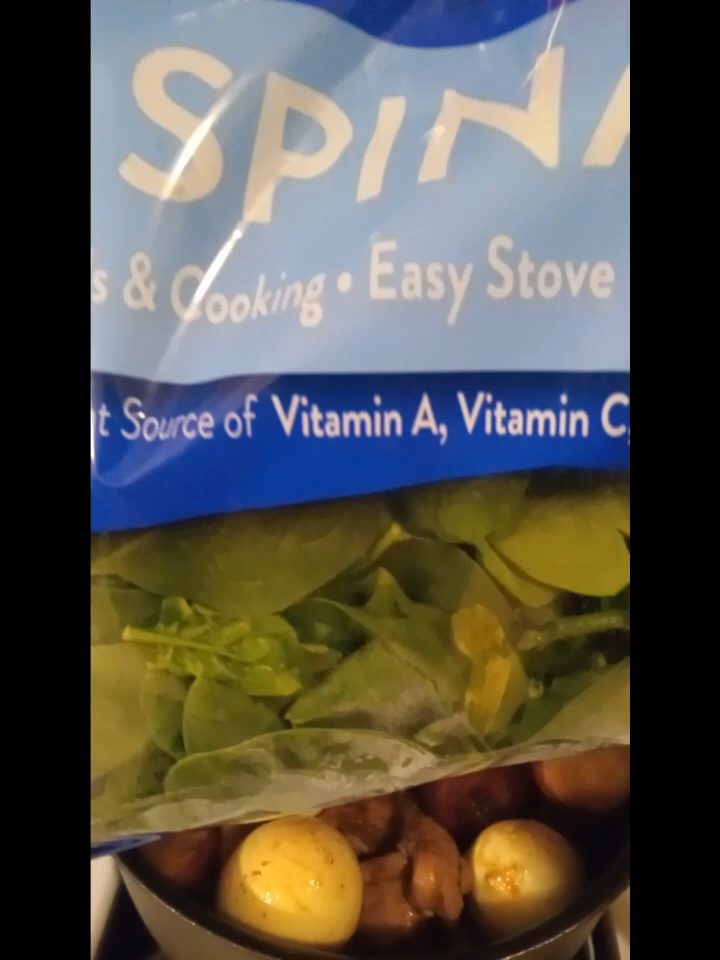 SPIN
s & Cooking • Easy Stove
t Source of Vitamin A, Vitamin C,